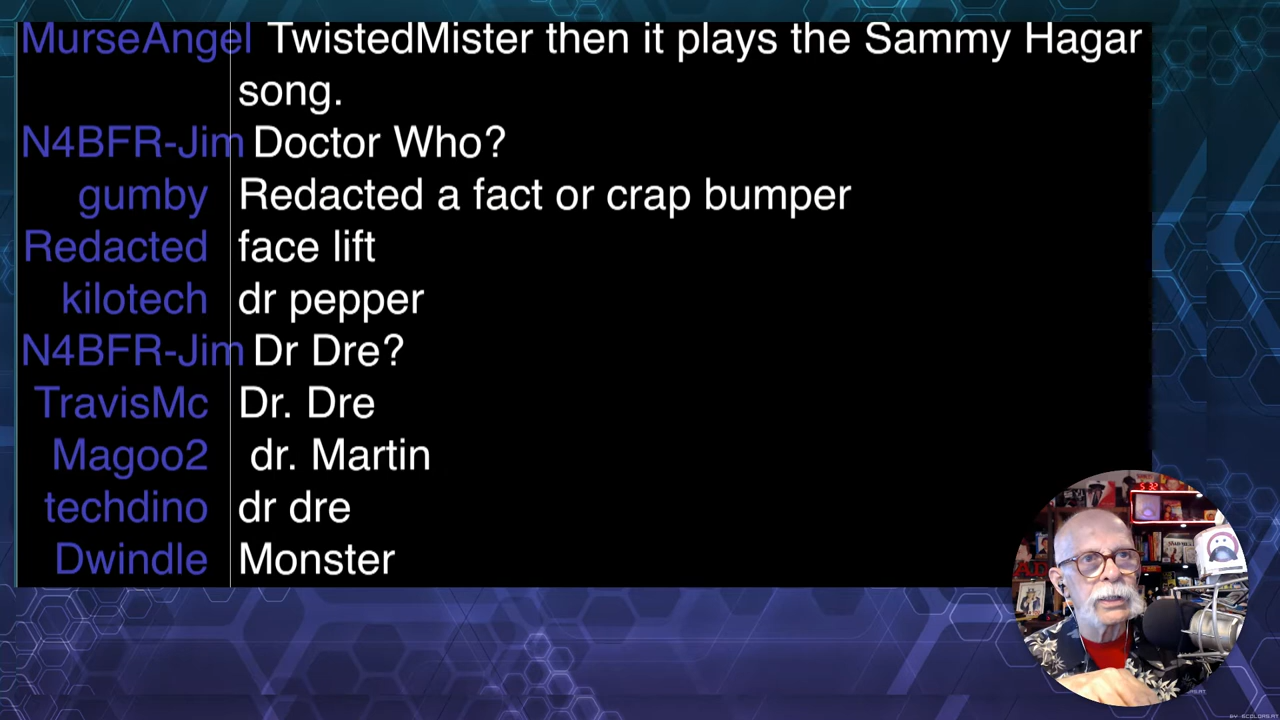 MurseAngel TwistedMister then it plays the Sammy Hagar
song.
N4BFR-Jim Doctor Who?
gumby Redacted a fact or crap bumper
Redacted face lift
kilotech dr pepper
N4BFR-Jim Dr Dre?
TravisMc Dr. Dre
Magoo2 dr. Martin
techdino dr dre
Dwindle Monster